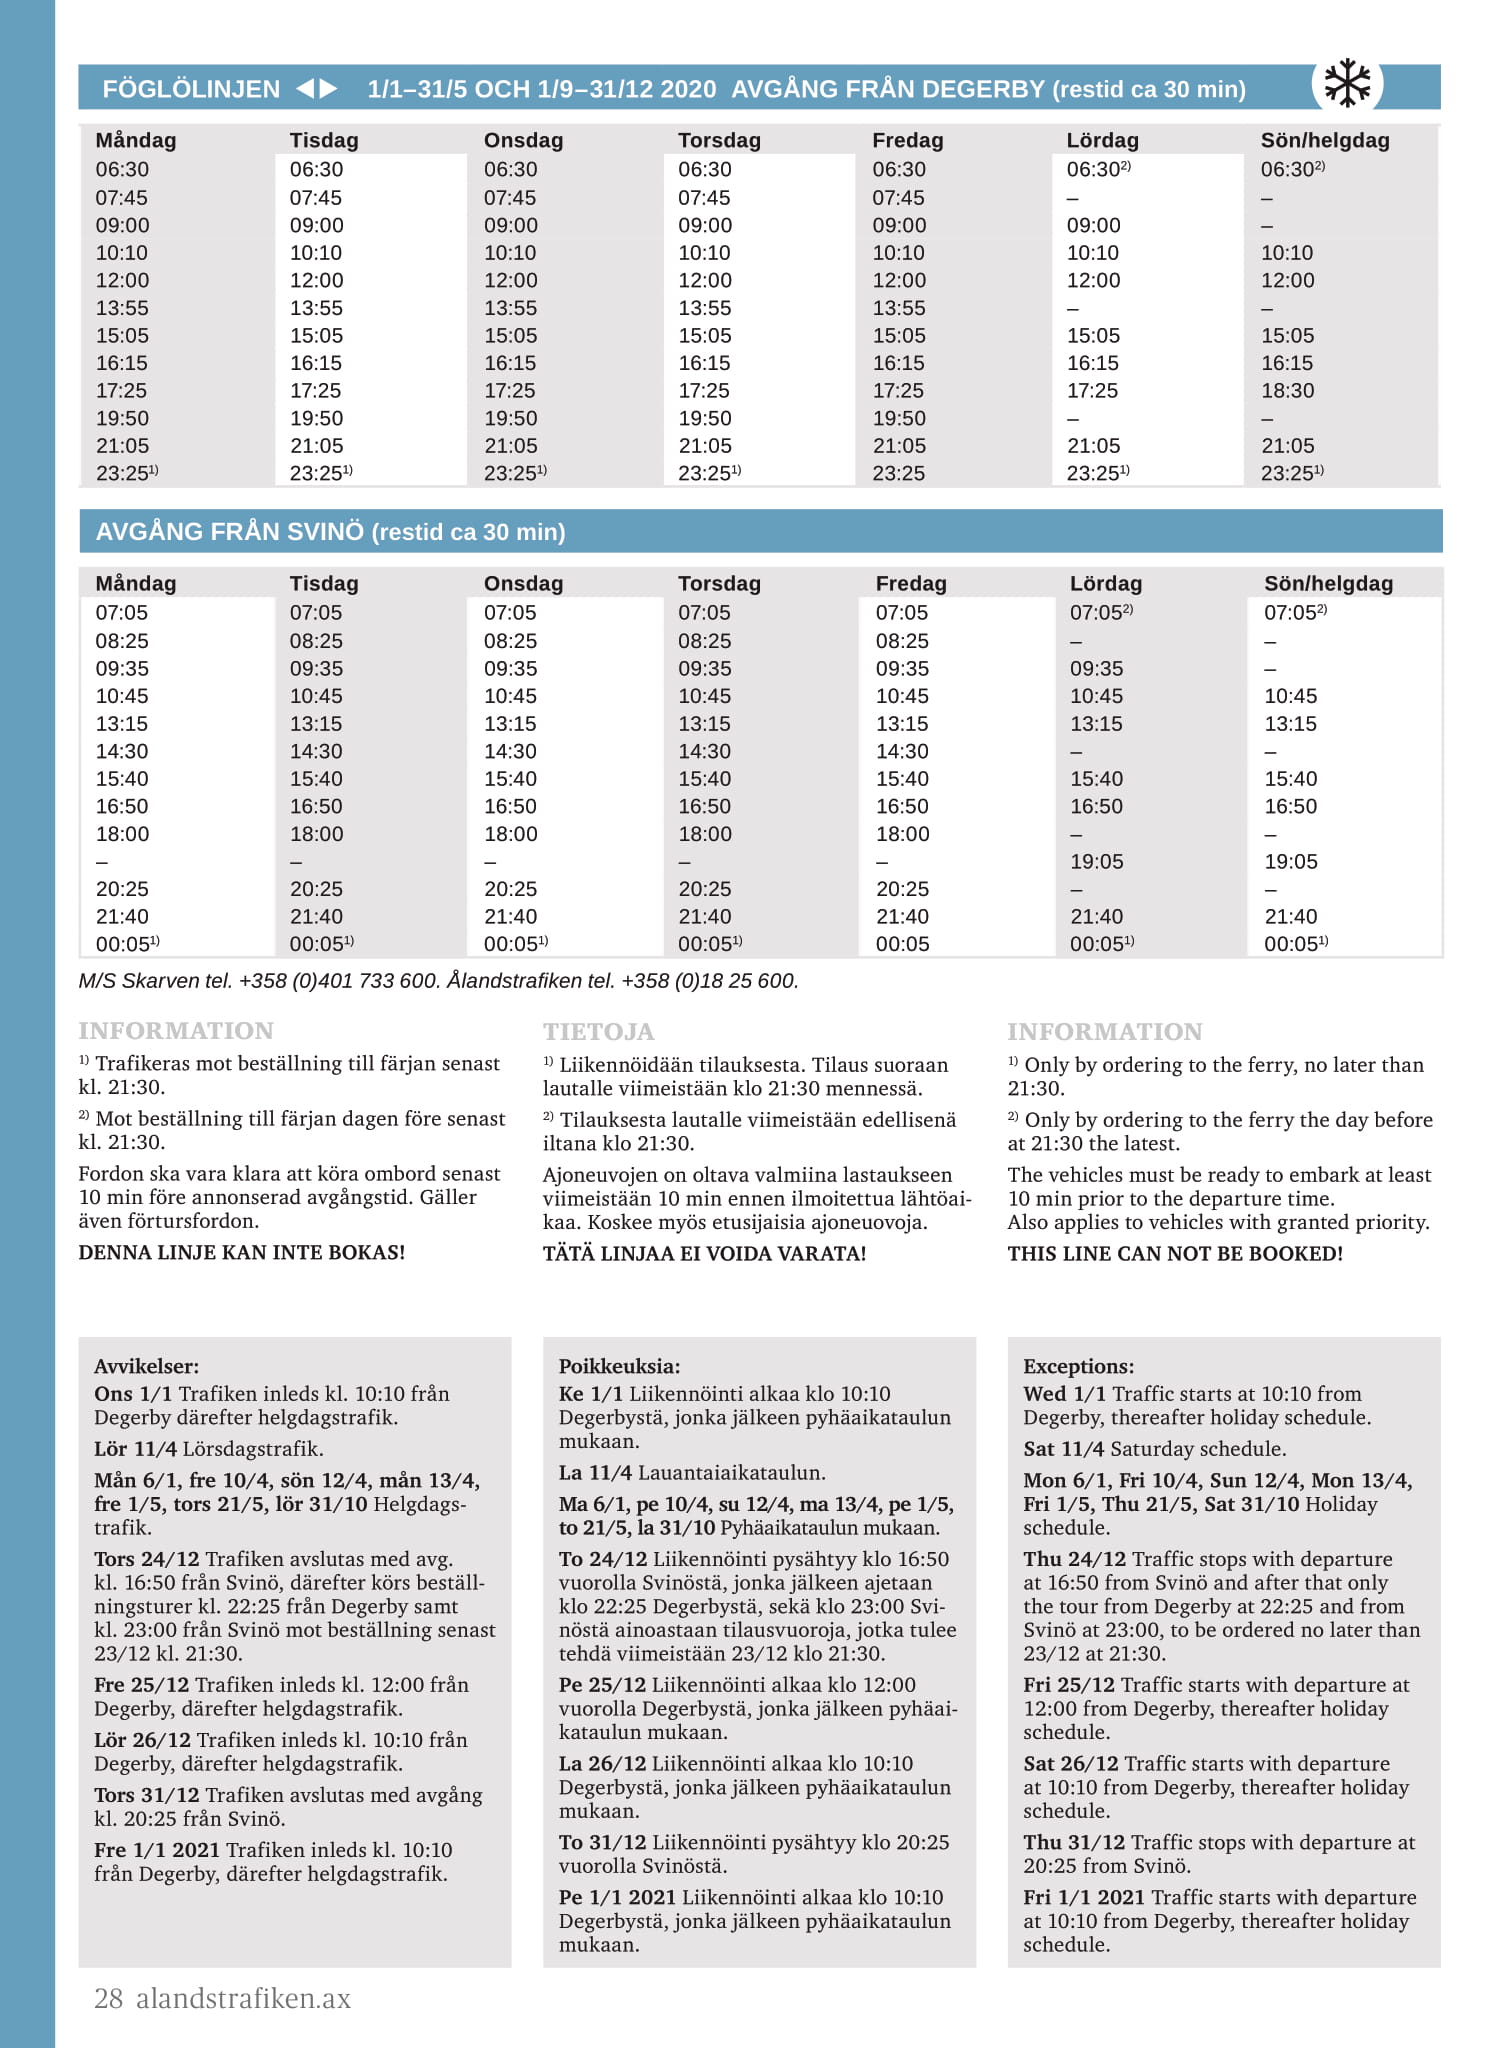 FÖGLÖLINJEN ◀▶ 1/1–31/5 OCH 1/9–31/12 2020 AVGÅNG FRÅN DEGERBY (restid ca 30 min)
Måndag Tisdag Onsdag Torsdag Fredag Lördag Sön/helgdag
06:30 06:30 06:30 06:30 06:30 06:30²⁾ 06:30²⁾
07:45 07:45 07:45 07:45 07:45 – –
09:00 09:00 09:00 09:00 09:00 09:00 –
10:10 10:10 10:10 10:10 10:10 10:10 10:10
12:00 12:00 12:00 12:00 12:00 12:00 12:00
13:55 13:55 13:55 13:55 13:55 – –
15:05 15:05 15:05 15:05 15:05 15:05 15:05
16:15 16:15 16:15 16:15 16:15 16:15 16:15
17:25 17:25 17:25 17:25 17:25 17:25 18:30
19:50 19:50 19:50 19:50 19:50 – –
21:05 21:05 21:05 21:05 21:05 21:05 21:05
23:25¹⁾ 23:25¹⁾ 23:25¹⁾ 23:25¹⁾ 23:25 23:25¹⁾ 23:25¹⁾
AVGÅNG FRÅN SVINÖ (restid ca 30 min)
Måndag Tisdag Onsdag Torsdag Fredag Lördag Sön/helgdag
07:05 07:05 07:05 07:05 07:05 07:05²⁾ 07:05²⁾
08:25 08:25 08:25 08:25 08:25 – –
09:35 09:35 09:35 09:35 09:35 09:35 –
10:45 10:45 10:45 10:45 10:45 10:45 10:45
13:15 13:15 13:15 13:15 13:15 13:15 13:15
14:30 14:30 14:30 14:30 14:30 – –
15:40 15:40 15:40 15:40 15:40 15:40 15:40
16:50 16:50 16:50 16:50 16:50 16:50 16:50
18:00 18:00 18:00 18:00 18:00 – –
– – – – – 19:05 19:05
20:25 20:25 20:25 20:25 20:25 – –
21:40 21:40 21:40 21:40 21:40 21:40 21:40
00:05¹⁾ 00:05¹⁾ 00:05¹⁾ 00:05¹⁾ 00:05 00:05¹⁾ 00:05¹⁾
M/S Skarven tel. +358 (0)401 733 600. Ålandstrafiken tel. +358 (0)18 25 600.
INFORMATION
¹⁾ Trafikeras mot beställning till färjan senast
kl. 21:30.
²⁾ Mot beställning till färjan dagen före senast
kl. 21:30.
Fordon ska vara klara att köra ombord senast
10 min före annonserad avgångstid. Gäller
även förtursfordon.
DENNA LINJE KAN INTE BOKAS!
TIETOJA
¹⁾ Liikennöidään tilauksesta. Tilaus suoraan
lautalle viimeistään klo 21:30 mennessä.
²⁾ Tilauksesta lautalle viimeistään edellisenä
iltana klo 21:30.
Ajoneuvojen on oltava valmiina lastaukseen
viimeistään 10 min ennen ilmoitettua lähtöai-
kaa. Koskee myös etusijaisia ajoneuovoja.
TÄTÄ LINJAA EI VOIDA VARATA!
INFORMATION
¹⁾ Only by ordering to the ferry, no later than
21:30.
²⁾ Only by ordering to the ferry the day before
at 21:30 the latest.
The vehicles must be ready to embark at least
10 min prior to the departure time.
Also applies to vehicles with granted priority.
THIS LINE CAN NOT BE BOOKED!
Avvikelser:
Ons 1/1 Trafiken inleds kl. 10:10 från
Degerby därefter helgdagstrafik.
Lör 11/4 Lörsdagstrafik.
Mån 6/1, fre 10/4, sön 12/4, mån 13/4,
fre 1/5, tors 21/5, lör 31/10 Helgdags-
trafik.
Tors 24/12 Trafiken avslutas med avg.
kl. 16:50 från Svinö, därefter körs beställ-
ningsturer kl. 22:25 från Degerby samt
kl. 23:00 från Svinö mot beställning senast
23/12 kl. 21:30.
Fre 25/12 Trafiken inleds kl. 12:00 från
Degerby, därefter helgdagstrafik.
Lör 26/12 Trafiken inleds kl. 10:10 från
Degerby, därefter helgdagstrafik.
Tors 31/12 Trafiken avslutas med avgång
kl. 20:25 från Svinö.
Fre 1/1 2021 Trafiken inleds kl. 10:10
från Degerby, därefter helgdagstrafik.
Poikkeuksia:
Ke 1/1 Liikennöinti alkaa klo 10:10
Degerbystä, jonka jälkeen pyhäaikataulun
mukaan.
La 11/4 Lauantaiaikataulun.
Ma 6/1, pe 10/4, su 12/4, ma 13/4, pe 1/5,
to 21/5, la 31/10 Pyhäaikataulun mukaan.
To 24/12 Liikennöinti pysähtyy klo 16:50
vuorolla Svinöstä, jonka jälkeen ajetaan
klo 22:25 Degerbystä, sekä klo 23:00 Svi-
nöstä ainoastaan tilausvuoroja, jotka tulee
tehdä viimeistään 23/12 klo 21:30.
Pe 25/12 Liikennöinti alkaa klo 12:00
vuorolla Degerbystä, jonka jälkeen pyhäai-
kataulun mukaan.
La 26/12 Liikennöinti alkaa klo 10:10
Degerbystä, jonka jälkeen pyhäaikataulun
mukaan.
To 31/12 Liikennöinti pysähtyy klo 20:25
vuorolla Svinöstä.
Pe 1/1 2021 Liikennöinti alkaa klo 10:10
Degerbystä, jonka jälkeen pyhäaikataulun
mukaan.
Exceptions:
Wed 1/1 Traffic starts at 10:10 from
Degerby, thereafter holiday schedule.
Sat 11/4 Saturday schedule.
Mon 6/1, Fri 10/4, Sun 12/4, Mon 13/4,
Fri 1/5, Thu 21/5, Sat 31/10 Holiday
schedule.
Thu 24/12 Traffic stops with departure
at 16:50 from Svinö and after that only
the tour from Degerby at 22:25 and from
Svinö at 23:00, to be ordered no later than
23/12 at 21:30.
Fri 25/12 Traffic starts with departure at
12:00 from Degerby, thereafter holiday
schedule.
Sat 26/12 Traffic starts with departure
at 10:10 from Degerby, thereafter holiday
schedule.
Thu 31/12 Traffic stops with departure at
20:25 from Svinö.
Fri 1/1 2021 Traffic starts with departure
at 10:10 from Degerby, thereafter holiday
schedule.
28 alandstrafiken.ax